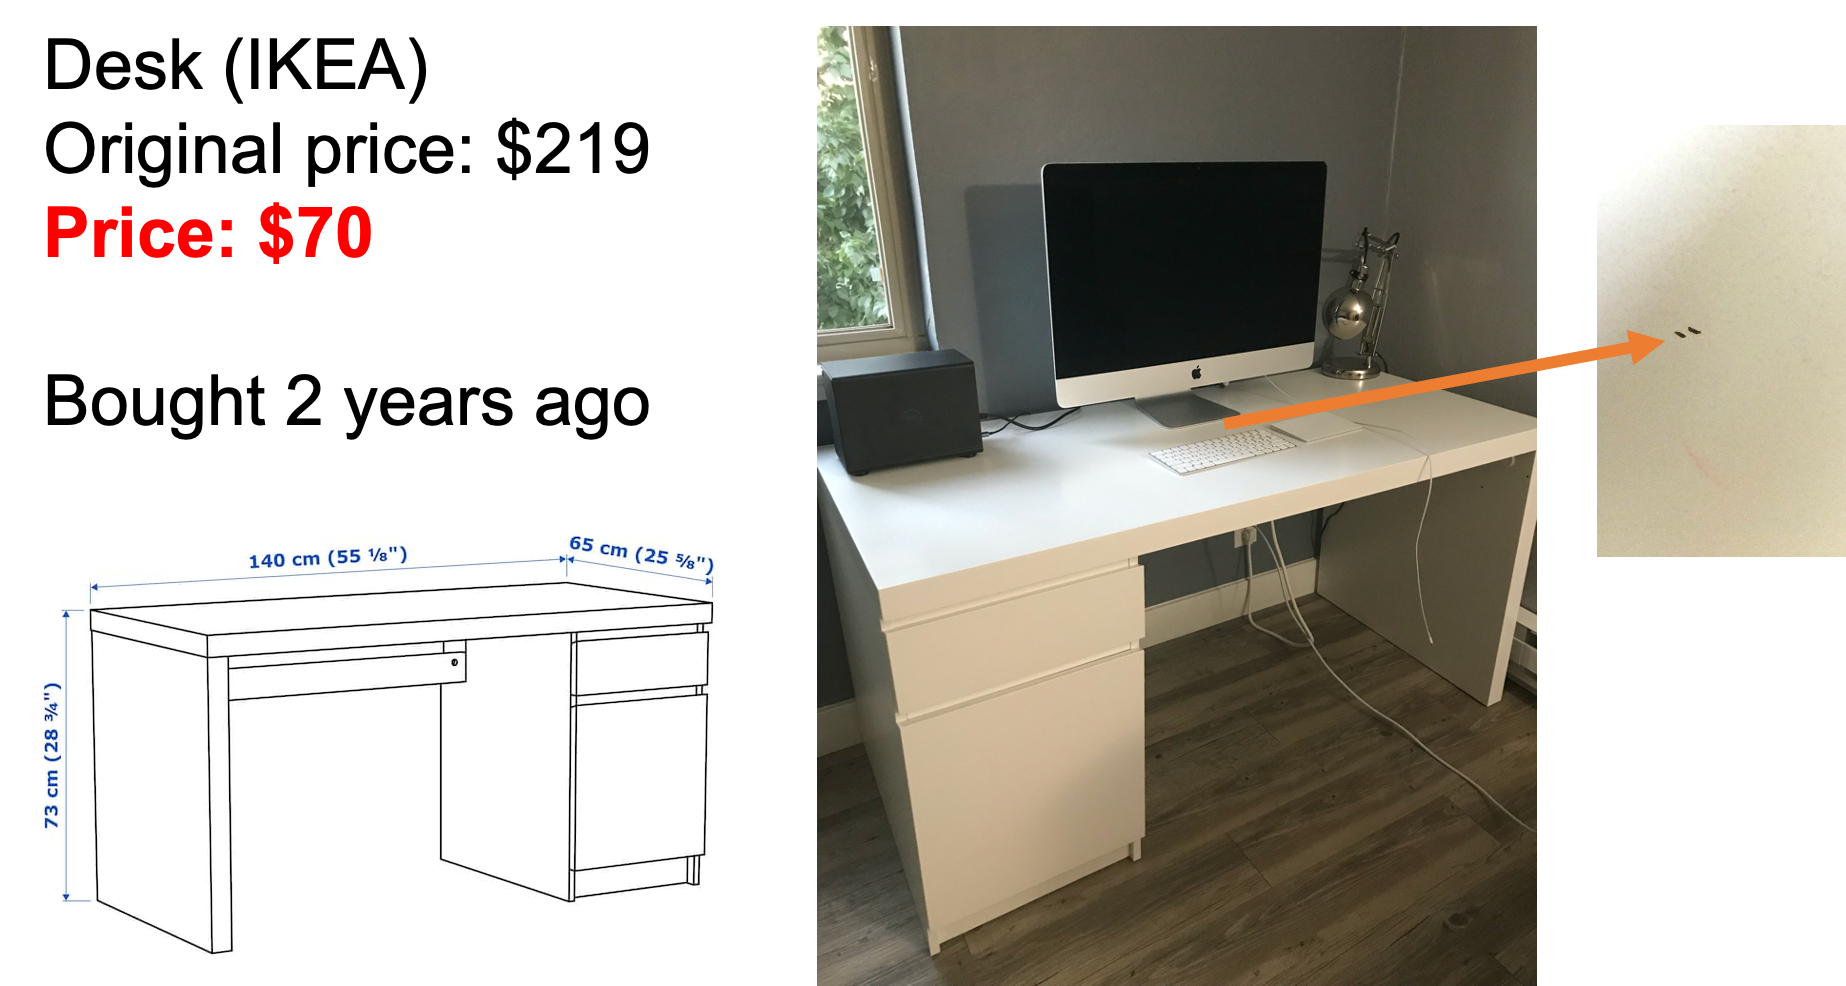 Desk (IKEA)
Original price: $219
Price: $70
Bought 2 years ago
140 cm (55 ⅛")
65 cm (25 ⅝")
73 cm (28 ¾")